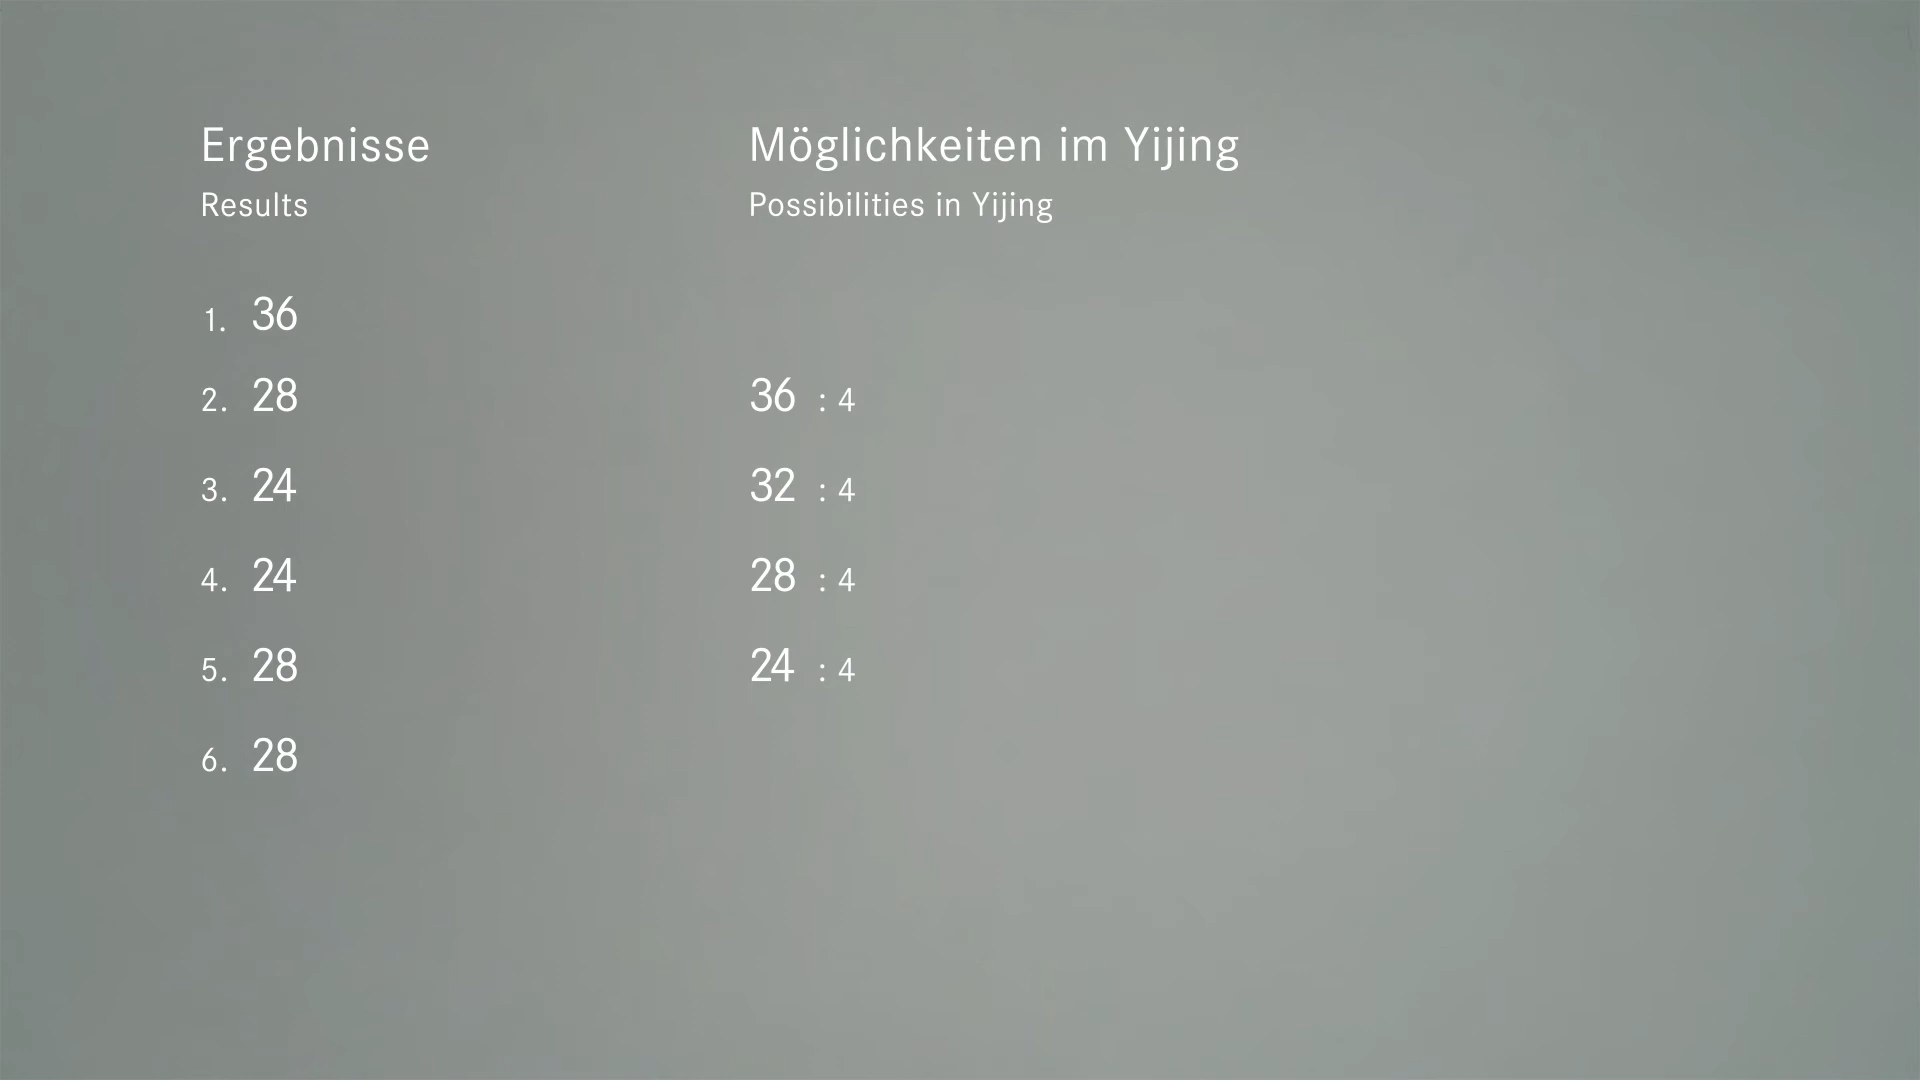 Ergebnisse
Results
1. 36
2. 28
3. 24
4. 24
5. 28
6. 28
Möglichkeiten im Yijing
Possibilities in Yijing
36 : 4
32 : 4
28 : 4
24 : 4